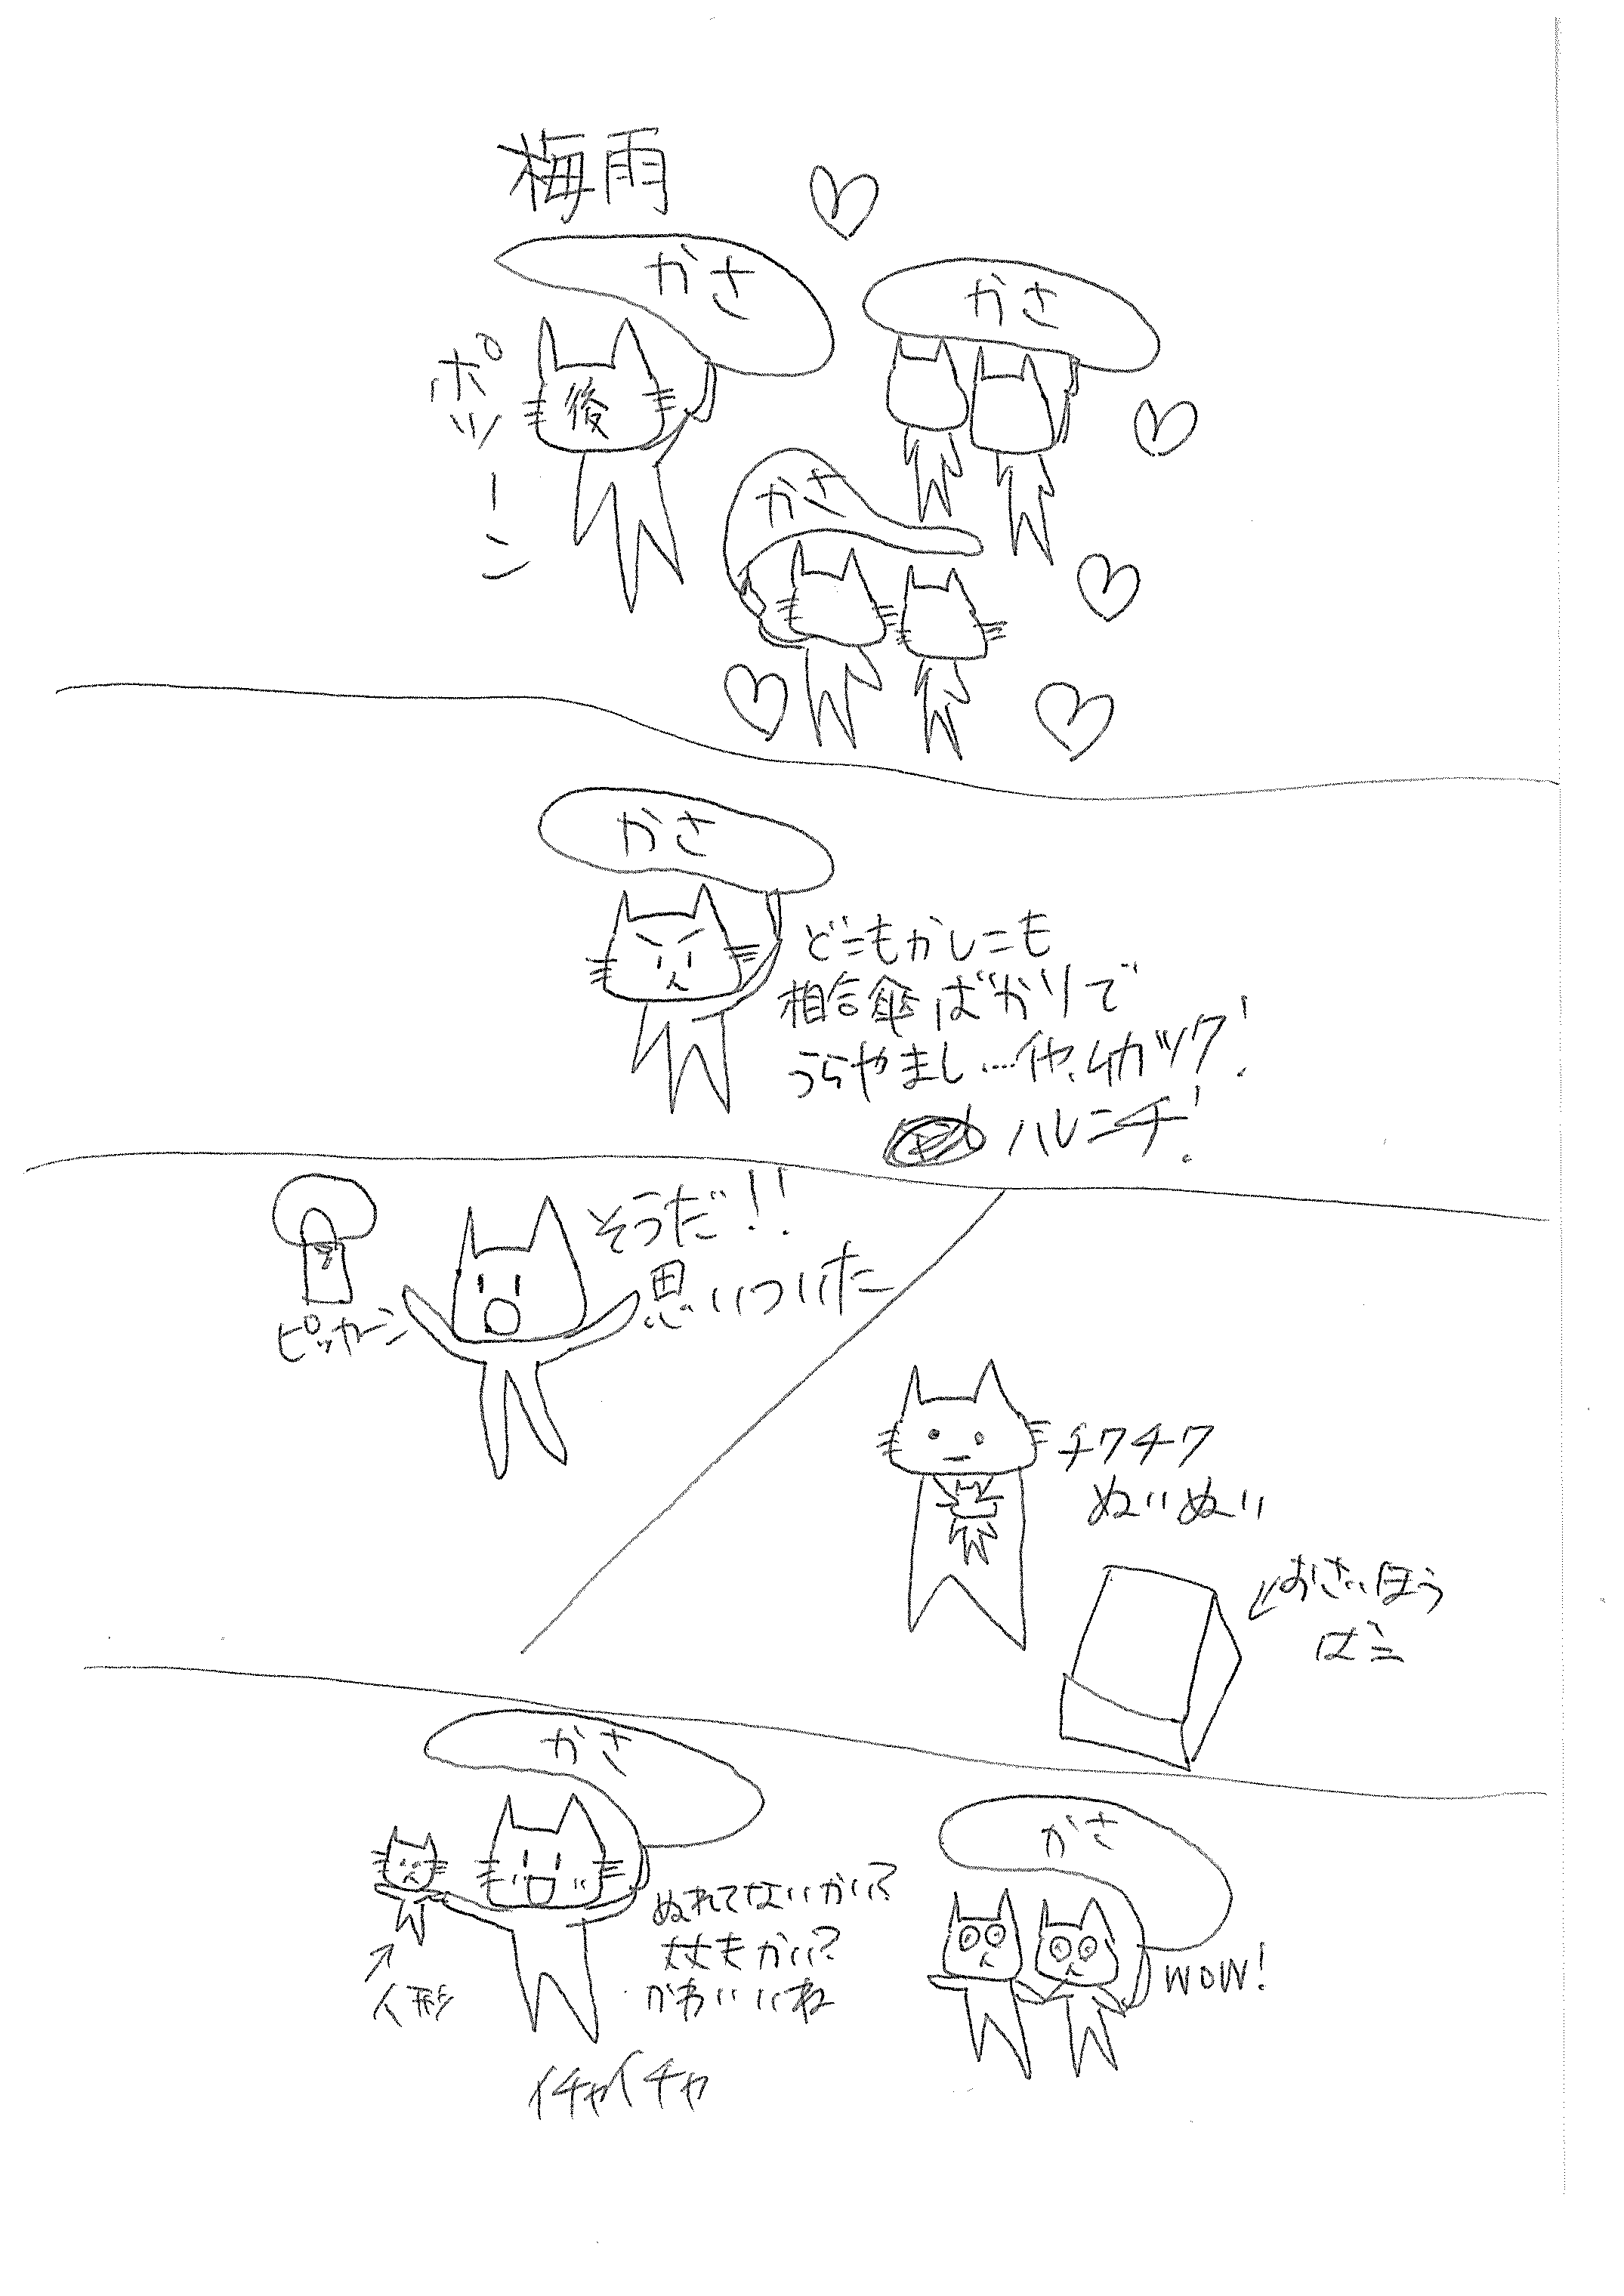 梅雨
かさ
かさ
ポツーン
後
かさ
かさ
どこもかしこも
相合傘ばかりで
うらやまし……イヤ、ムカツク!
ハレンチ!
そうだ!!
思いついた
ピッカーン
チクチク
ぬいぬい
おさいほう
ばこ
かさ
かさ
ぬれてないかい?
丈夫かい?
かわいいね
人形
イチャイチャ
WOW!